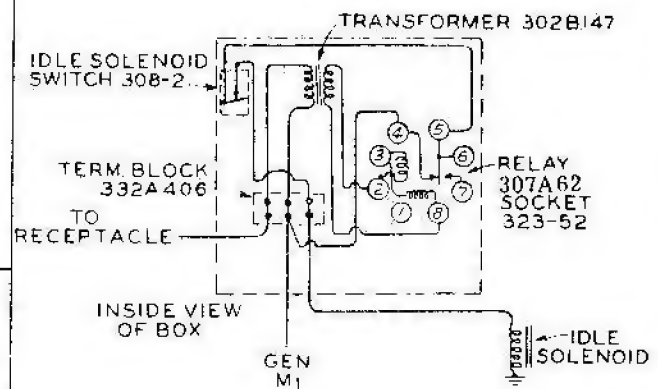 TRANSFORMER 302B147
IDLE SOLENOID
SWITCH 308-2
TERM. BLOCK
332A406
TO
RECEPTACLE
4
5
3
6
2
7
1
8
RELAY
307A62
SOCKET
323-52
INSIDE VIEW
OF BOX
GEN
M1
IDLE
SOLENOID